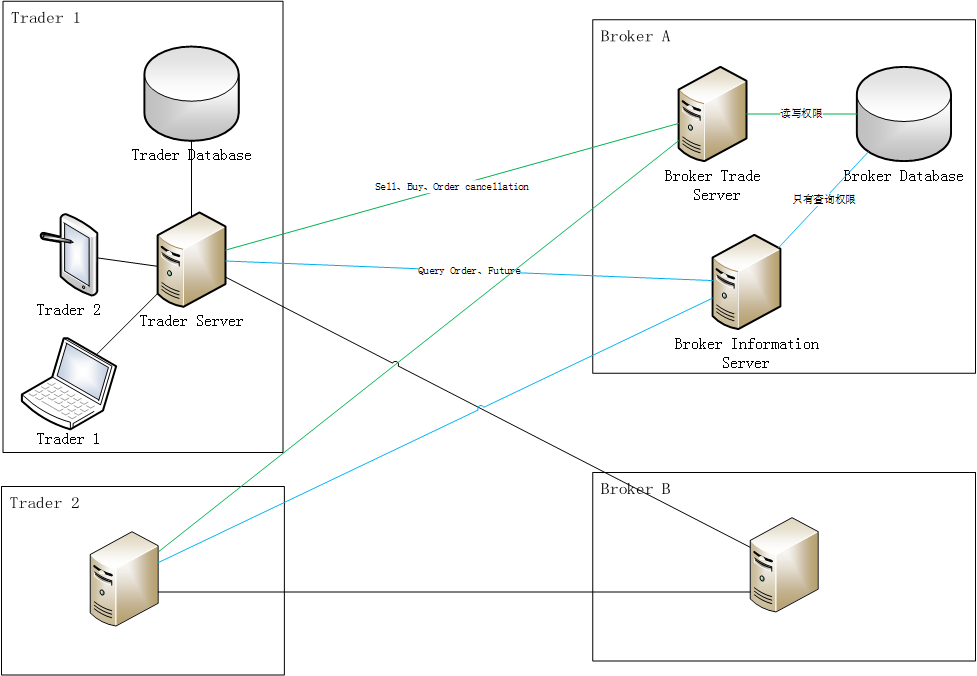 Trader 1
Trader Database
Trader 2
Trader Server
Trader 1
Sell、Buy、Order cancellation
Query Order、Future
Broker A
读写权限
Broker Trade
Server
Broker Database
只有查询权限
Broker Information
Server
Trader 2
Broker B